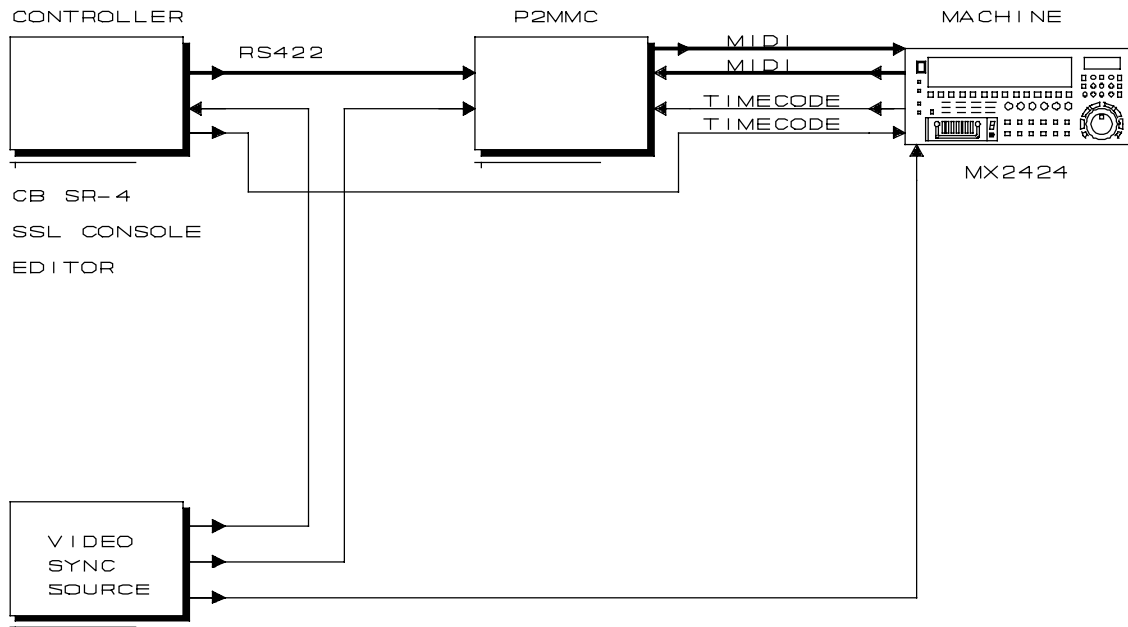 CONTROLLER
P2MMC
MACHINE
RS422
MIDI
MIDI
TIMECODE
TIMECODE
MX2424
CB SR-4
SSL CONSOLE
EDITOR
VIDEO
SYNC
SOURCE